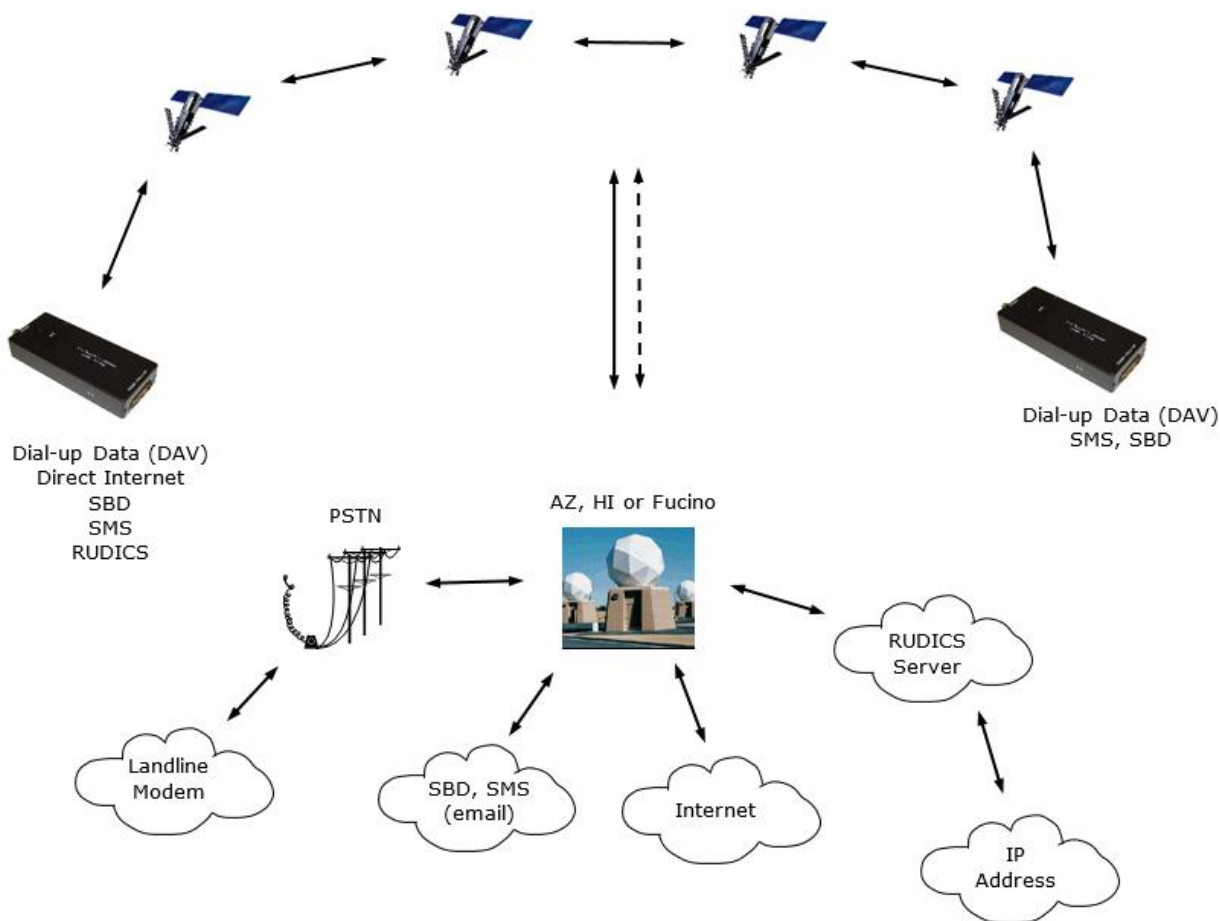 Dial-up Data (DAV)
Direct Internet
SBD
SMS
RUDICS
Dial-up Data (DAV)
SMS, SBD
PSTN
AZ, HI or Fucino
RUDICS
Server
Landline
Modem
SBD, SMS
(email)
Internet
IP
Address